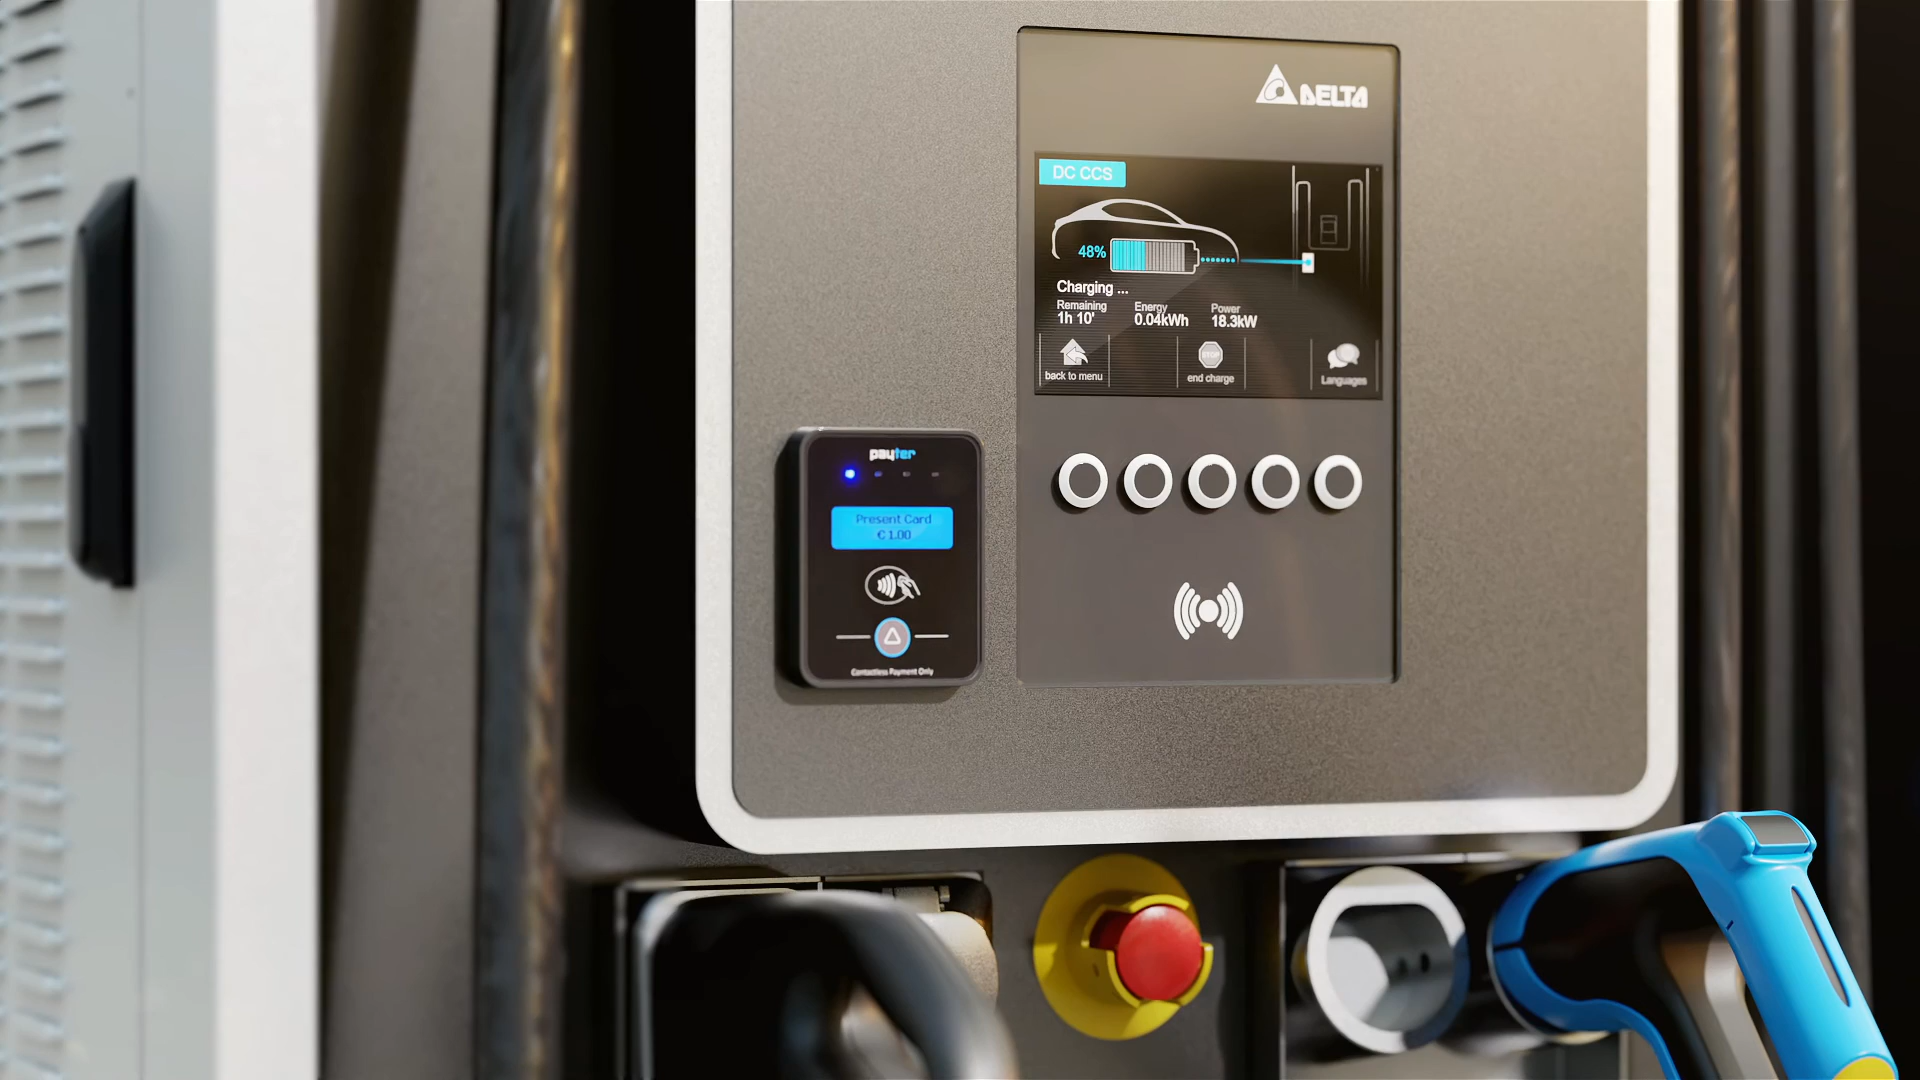 DELTA
DC CCS
48%
Charging ...
Remaining
1h 10'
Energy
0.04kWh
Power
18.3kW
back to menu
STOP
end charge
Languages
payter
Present Card
€ 1.00
Contactless Payment Only